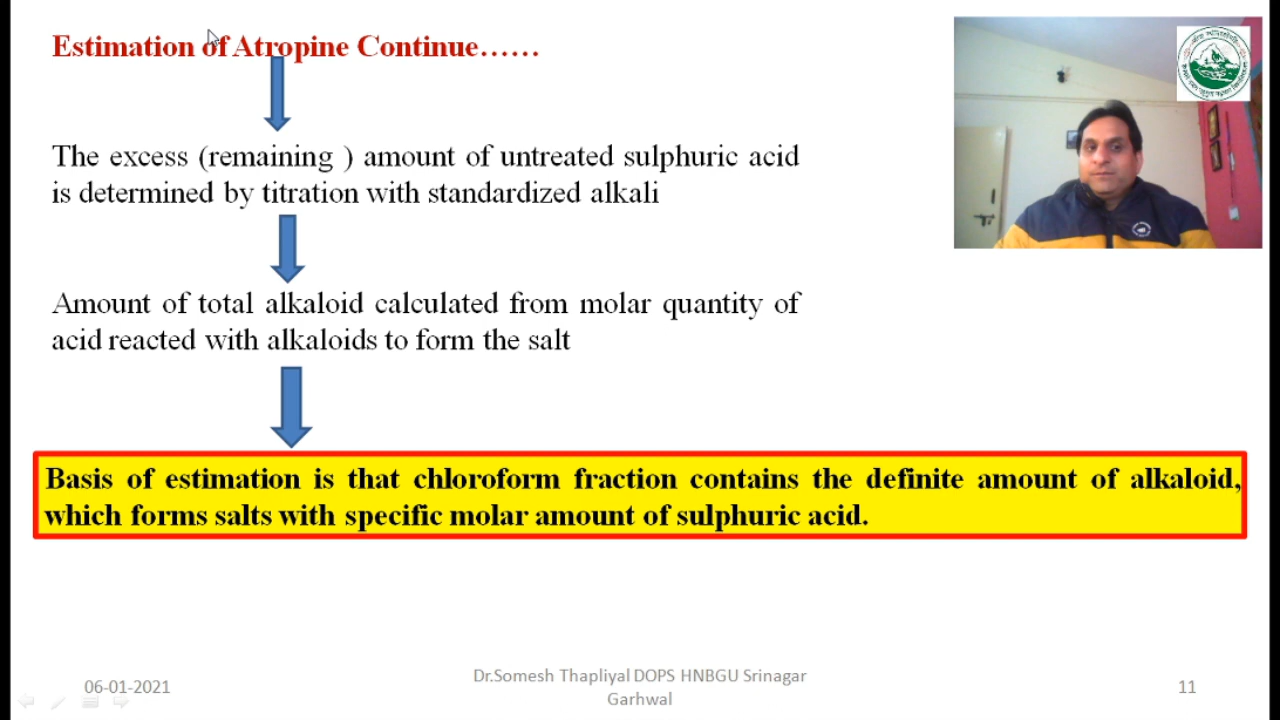 Estimation of Atropine Continue……
The excess (remaining ) amount of untreated sulphuric acid
is determined by titration with standardized alkali
Amount of total alkaloid calculated from molar quantity of
acid reacted with alkaloids to form the salt
Basis of estimation is that chloroform fraction contains the definite amount of alkaloid,
which forms salts with specific molar amount of sulphuric acid.
06-01-2021
Dr.Somesh Thapliyal DOPS HNBGU Srinagar
Garhwal
11